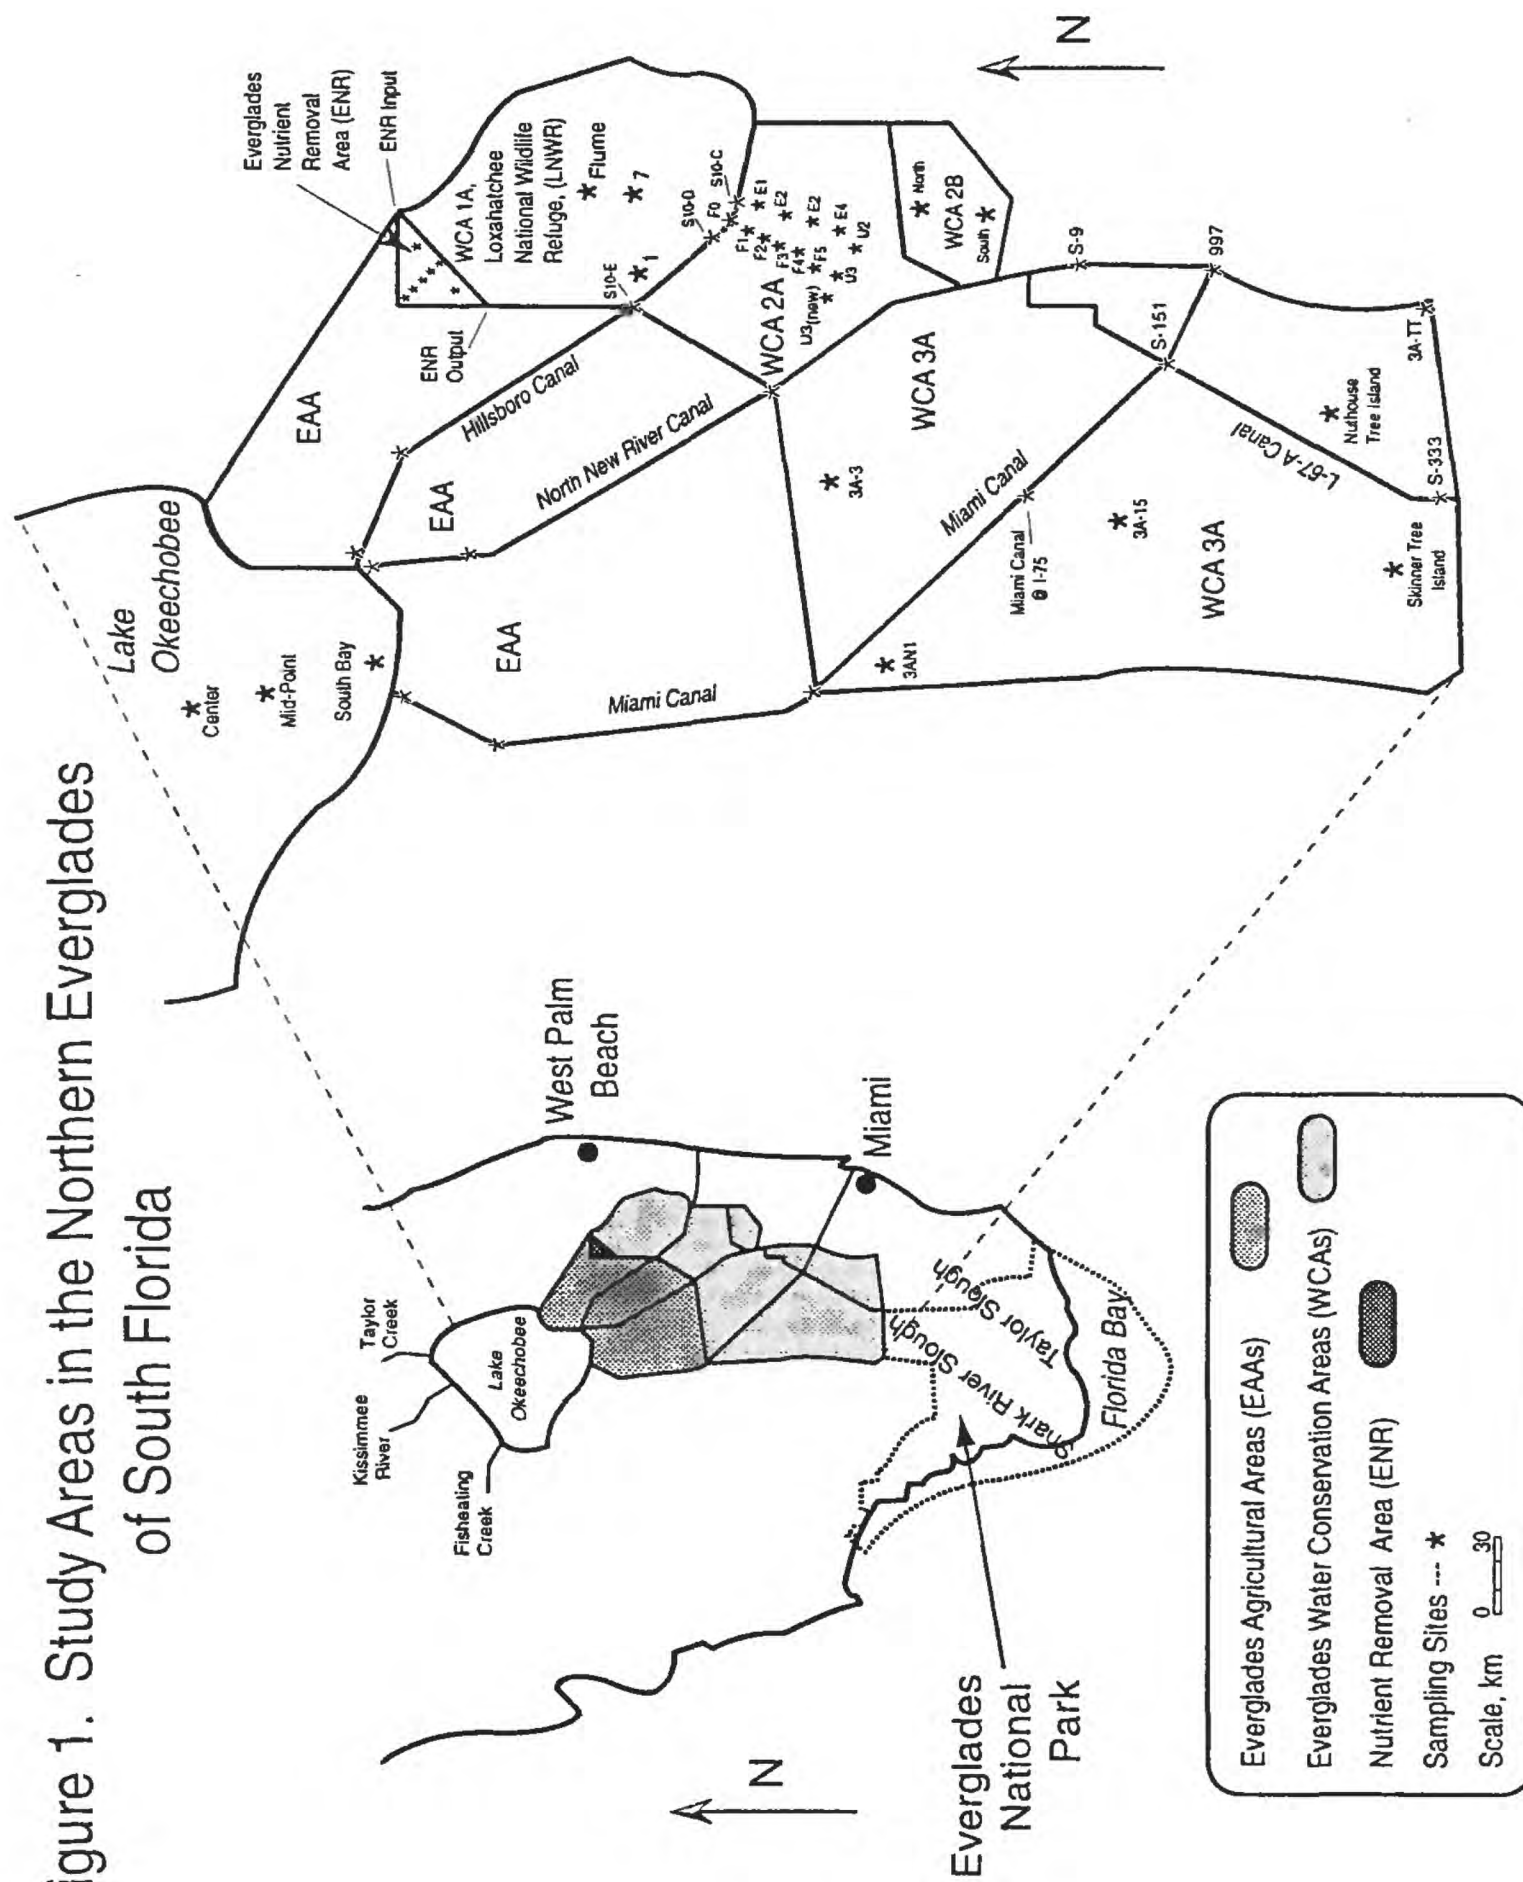 igure 1. Study Areas in the Northern Everglades
of South Florida
Kissimmee
River
Taylor
Creek
Fisheating
Creek
Lake
Okeechobee
West Palm
Beach
Miami
Shark River Slough
Taylor Slough
Florida Bay
Everglades
National
Park
N
Everglades Agricultural Areas (EAAs)
Everglades Water Conservation Areas (WCAs)
Nutrient Removal Area (ENR)
Sampling Sites --- *
Scale, km
0 30
Lake
Okeechobee
Center
Mid-Point
South Bay
EAA
EAA
EAA
Everglades
Nutrient
Removal
Area (ENR)
ENR Input
ENR
Output
WCA 1A,
Loxahatchee
National Wildlife
Refuge, (LNWR)
Flume
7
1
S10-E
S10-D
F0
S10-C
Hillsboro Canal
North New River Canal
Miami Canal
WCA 2A
F1
E1
F2
E2
F3
E2
F4
E4
F5
U2
U3
U3(new)
North
WCA 2B
South
WCA 3A
3A-3
Miami Canal
Miami Canal
@ I-75
3AN1
3A-15
WCA 3A
S-9
997
S-151
L-67-A Canal
Nuthouse
Tree Island
3A-TT
S-333
Skinner Tree
Island
N